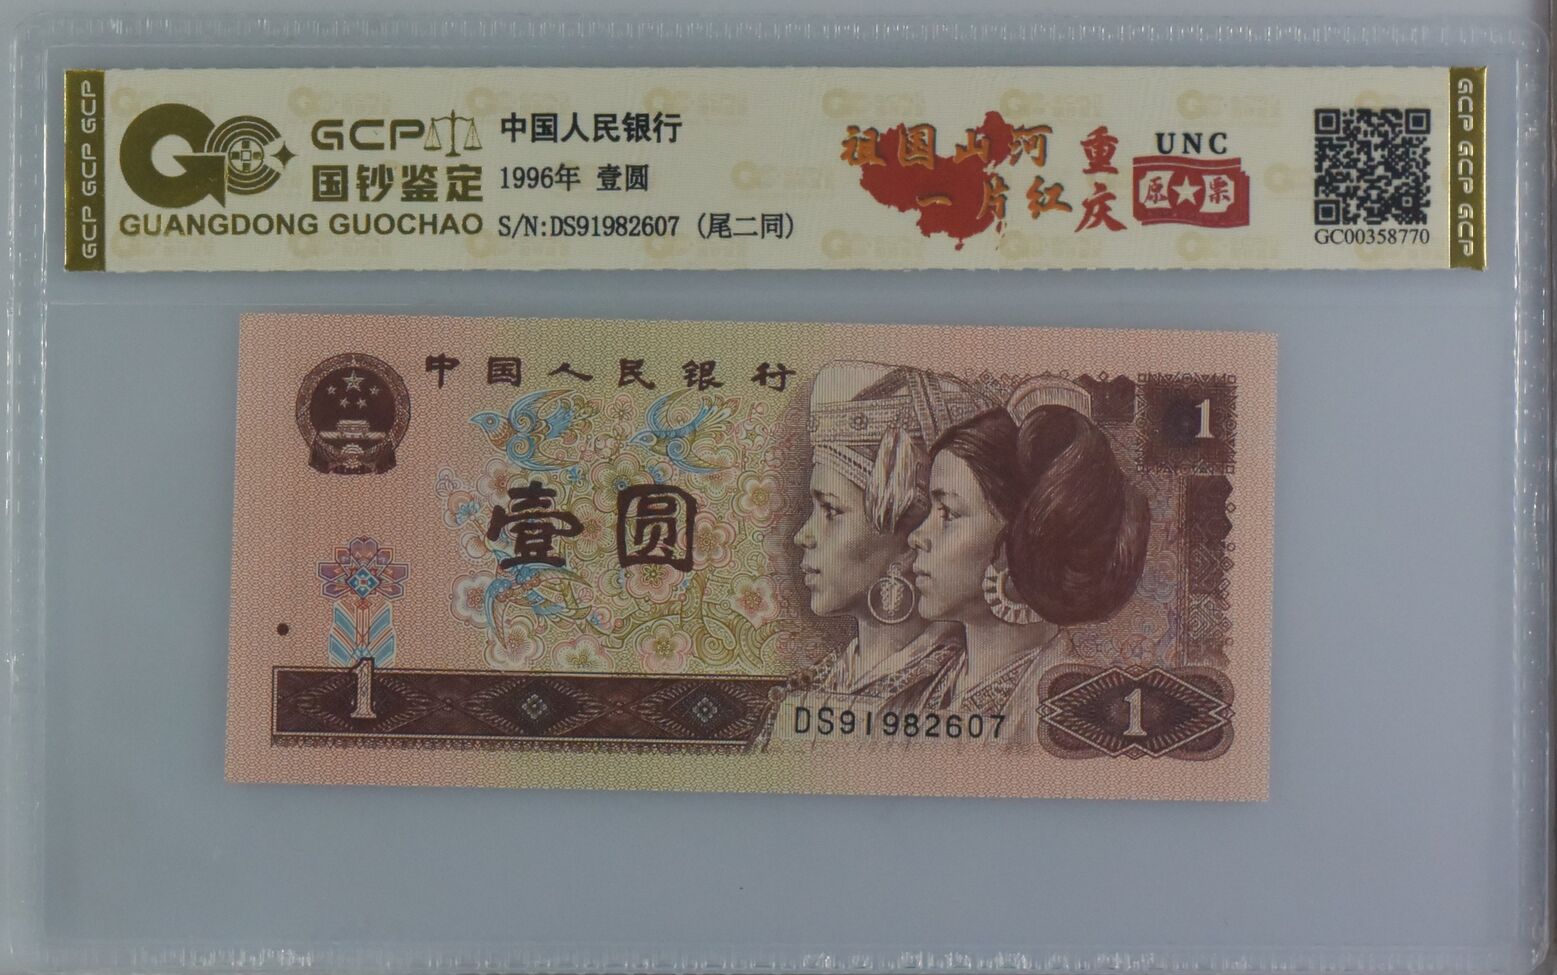 GCP GCP GCP
GCP
国钞鉴定
GUANGDONG GUOCHAO
中国人民银行
1996年 壹圆
S/N:DS91982607 (尾二同)
祖国山河
一片红
重庆
UNC
原票
GC00358770
GCP GCP GCP
中国人民银行
1
壹圆
1
DS91982607
1